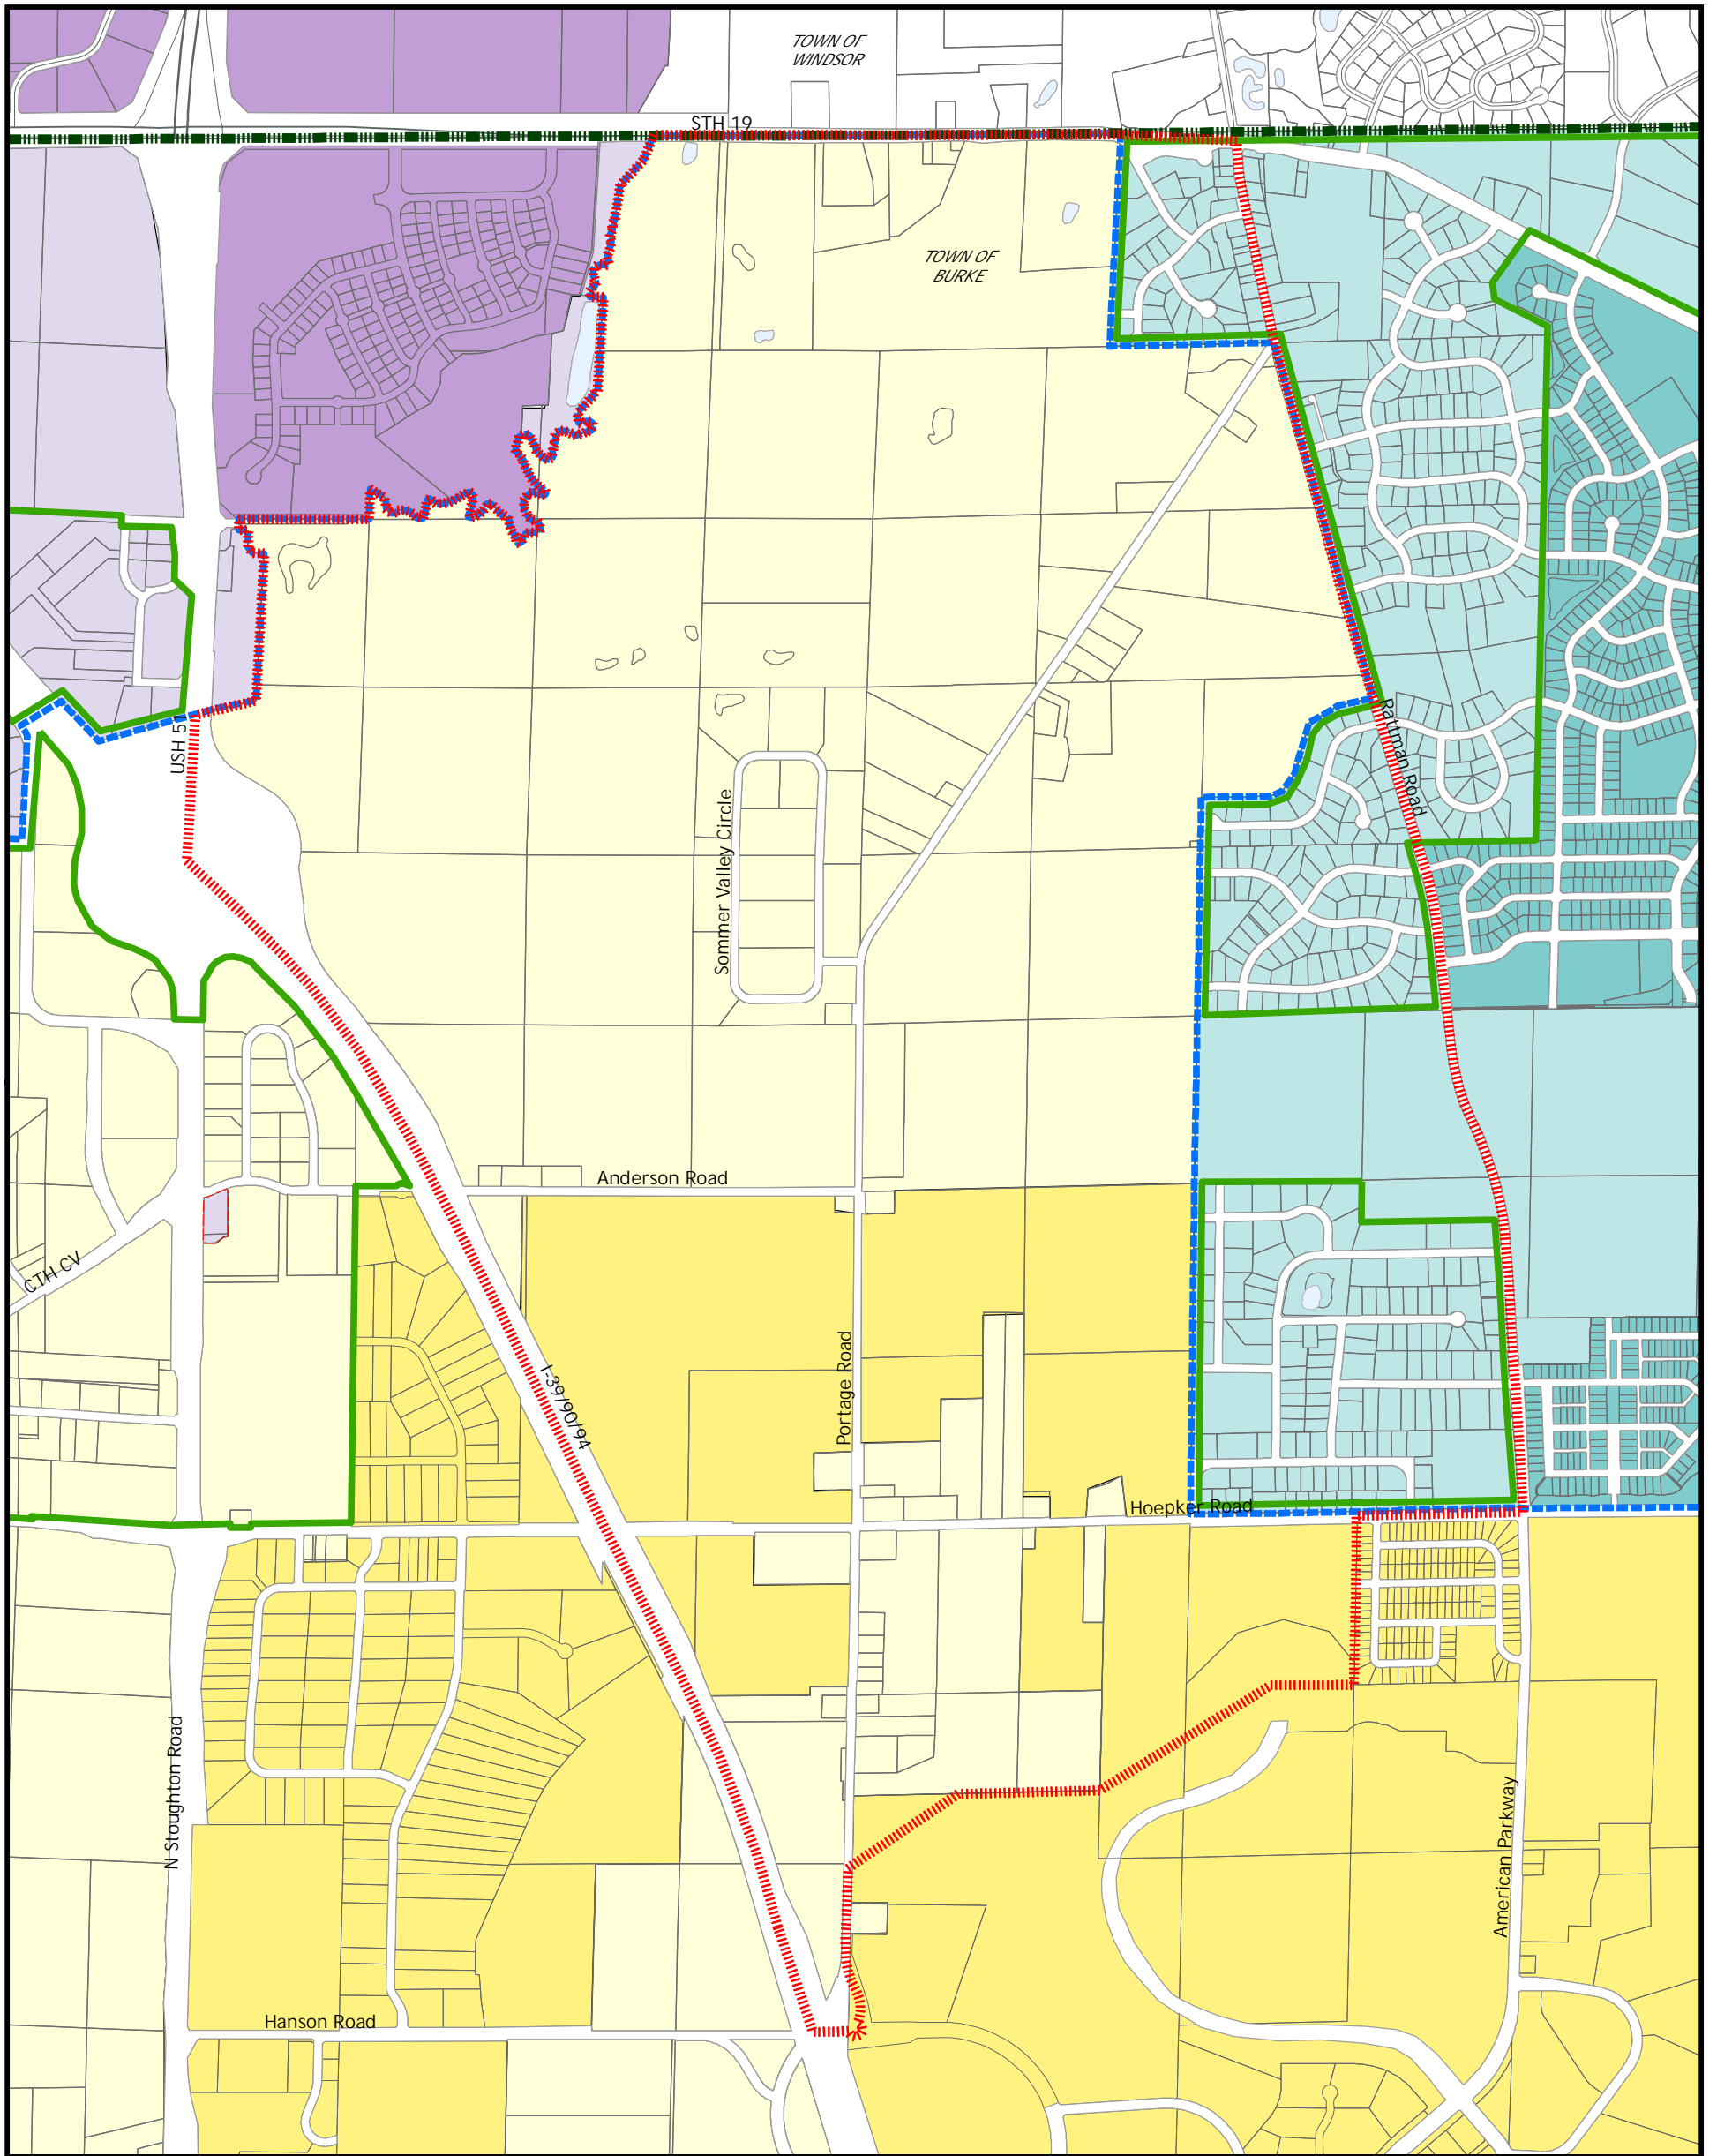 TOWN OF
WINDSOR
STH 19
TOWN OF
BURKE
Rattman Road
USH 51
Sommer Valley Circle
Anderson Road
CTH CV
Portage Road
I-39/90/94
Hoepker Road
N Stoughton Road
American Parkway
Hanson Road